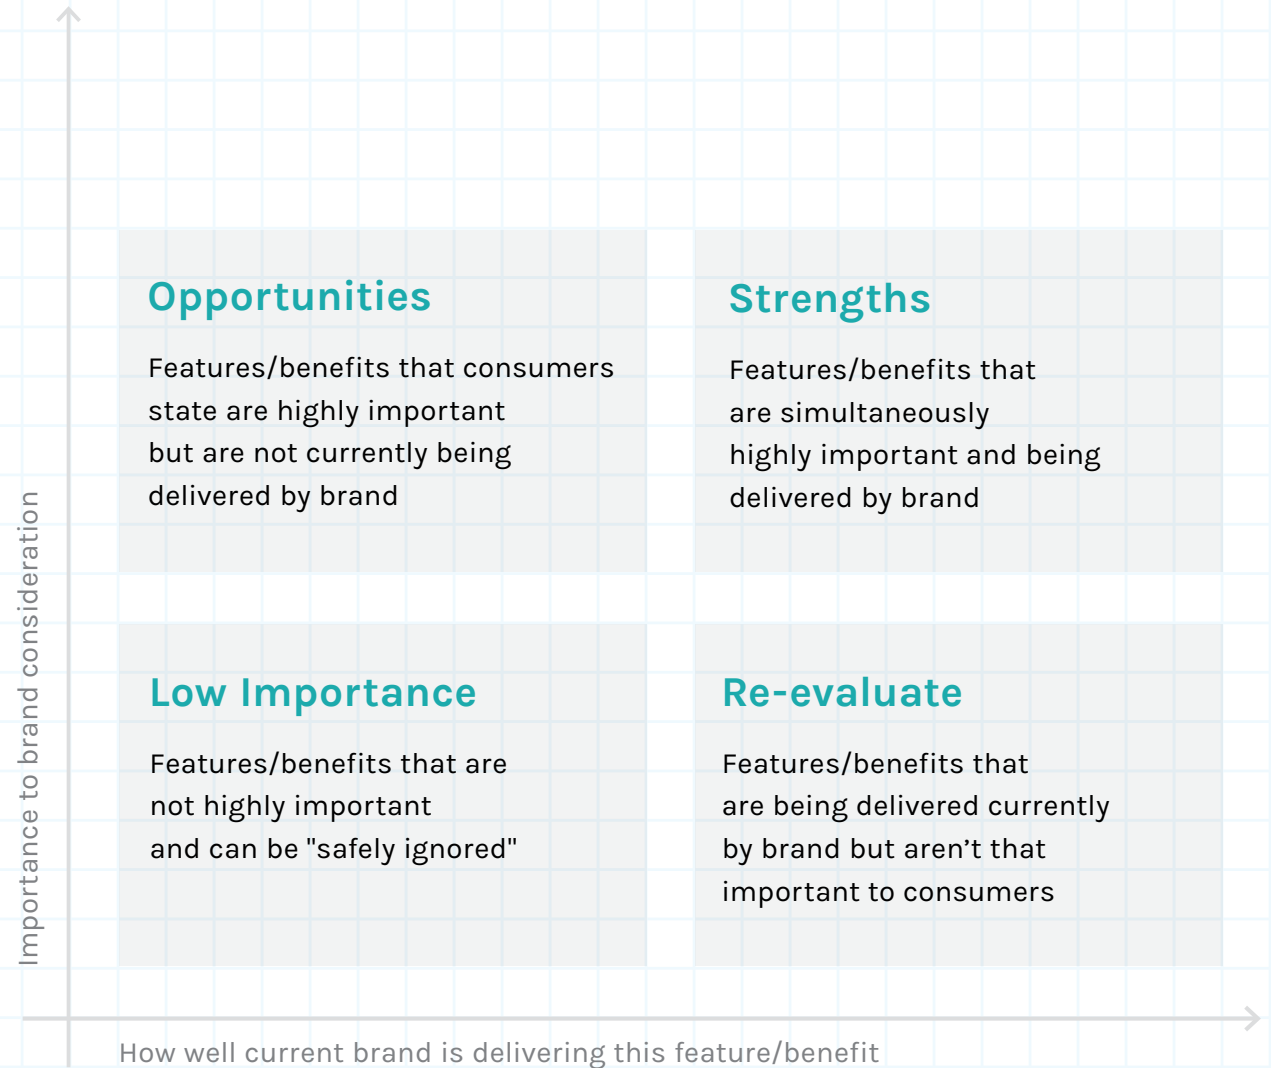 Opportunities
Features/benefits that consumers
state are highly important
but are not currently being
delivered by brand
Strengths
Features/benefits that
are simultaneously
highly important and being
delivered by brand
Low Importance
Features/benefits that are
not highly important
and can be "safely ignored"
Re-evaluate
Features/benefits that
are being delivered currently
by brand but aren’t that
important to consumers
Importance to brand consideration
How well current brand is delivering this feature/benefit